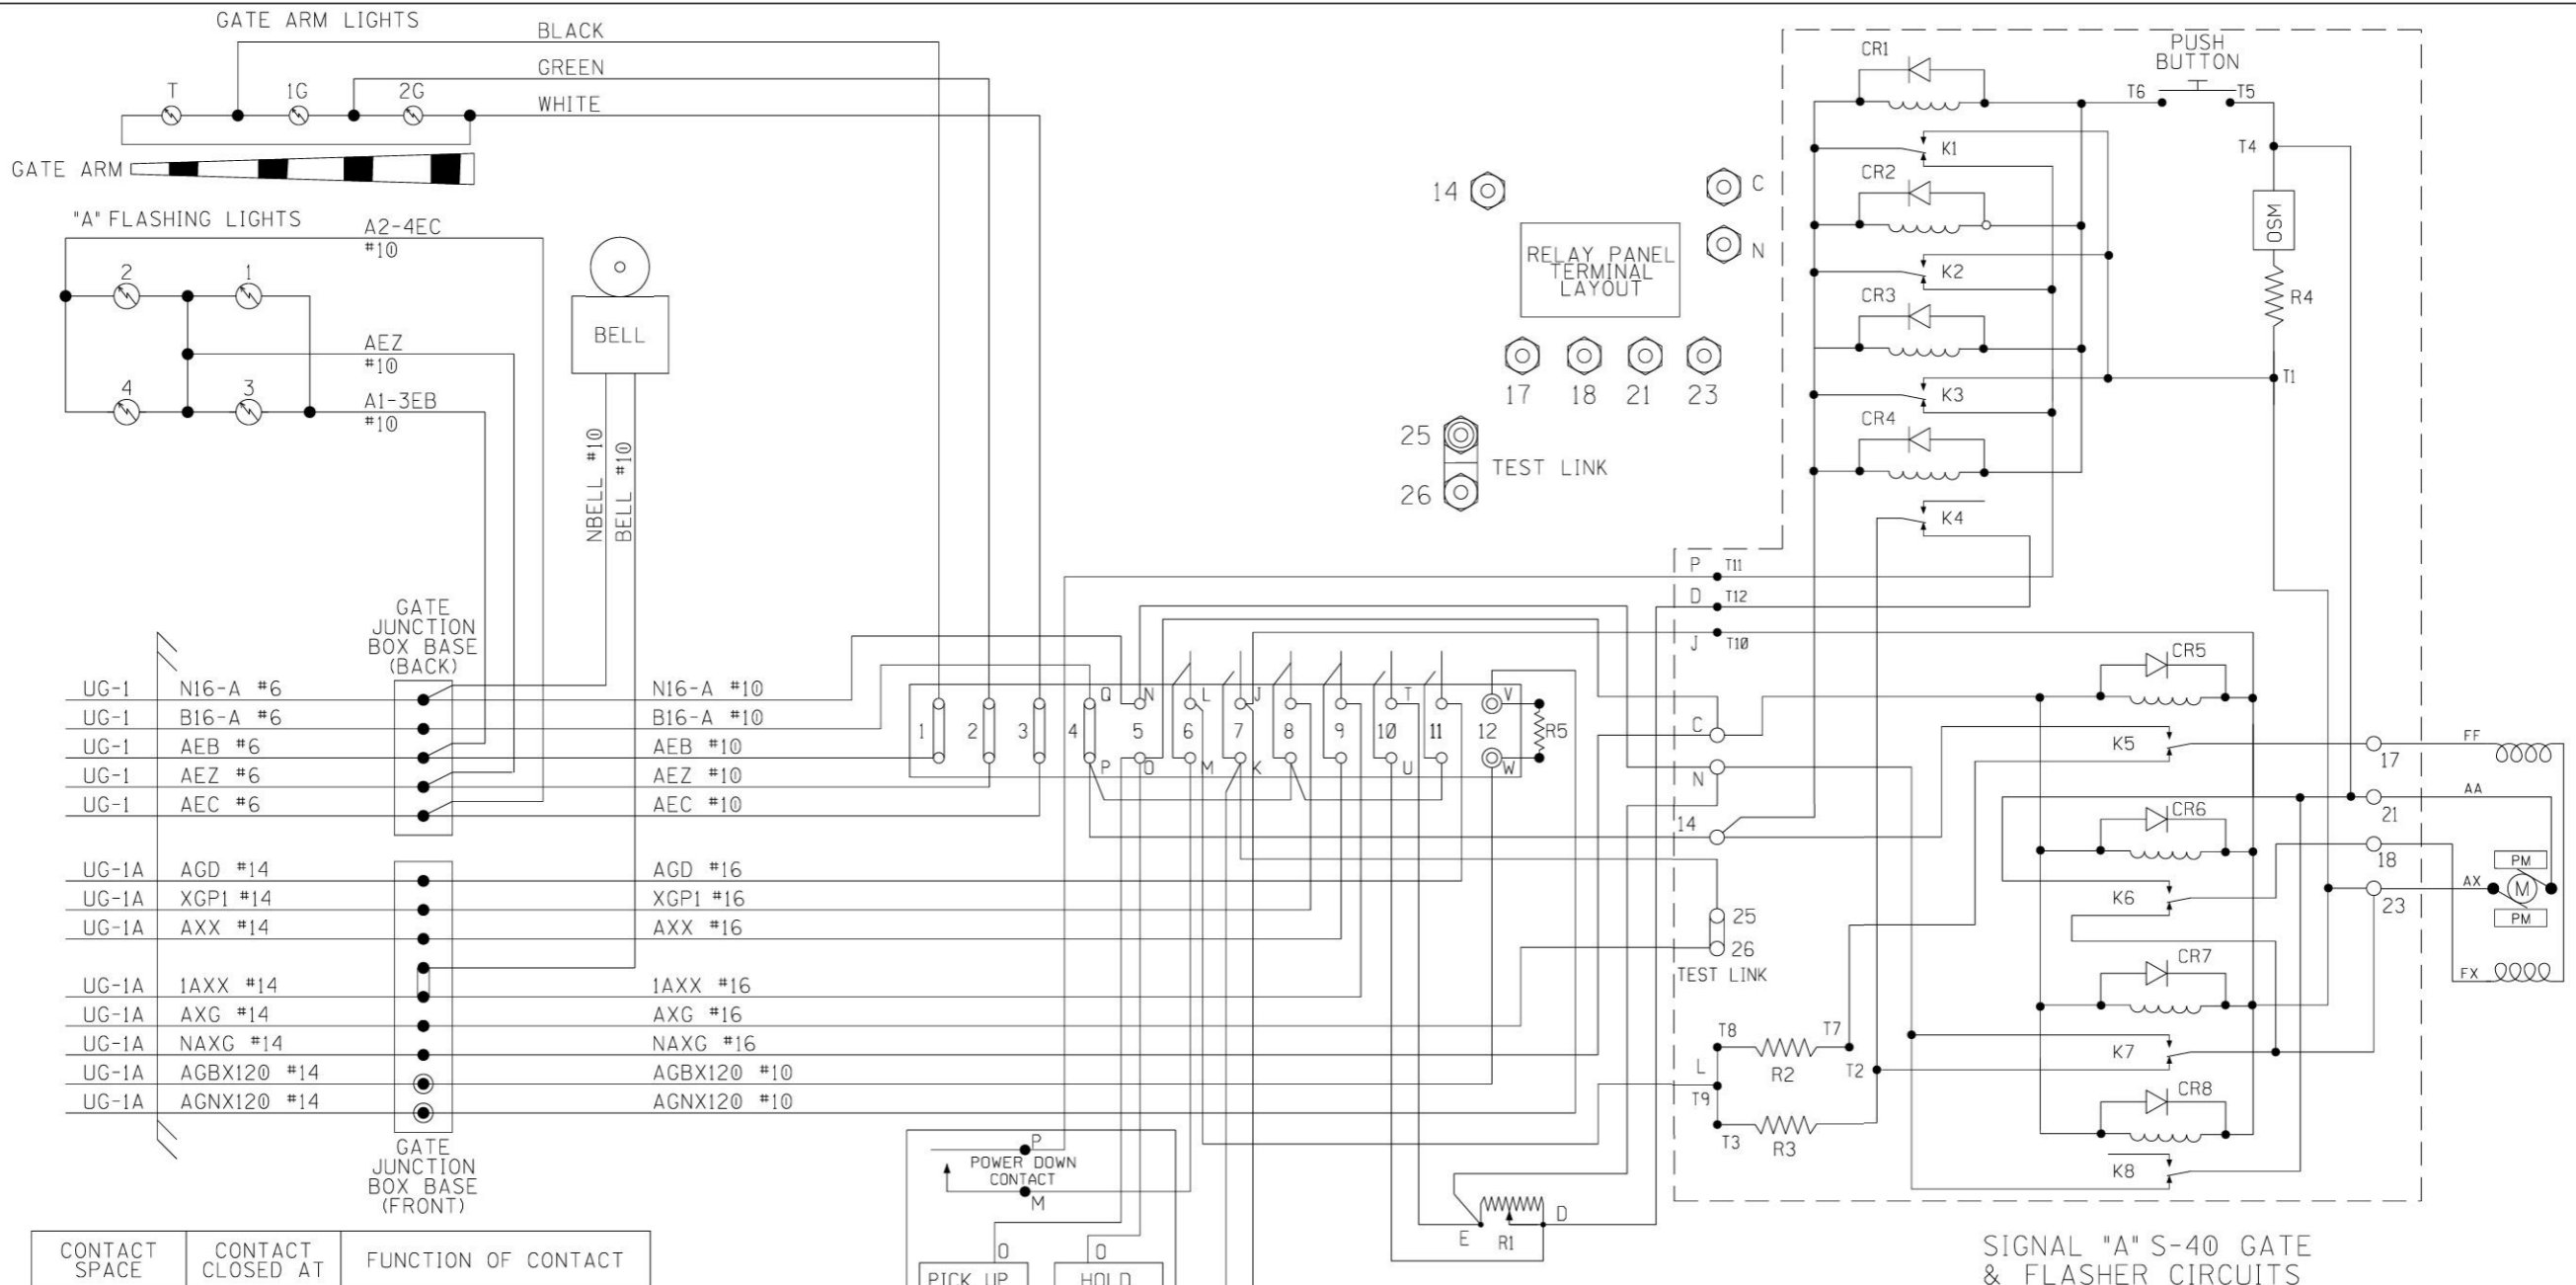 GATE ARM LIGHTS
BLACK
GREEN
WHITE
T
1G
2G
GATE ARM
"A" FLASHING LIGHTS
A2-4EC
#10
2
1
AEZ
#10
4
3
A1-3EB
#10
BELL
NBELL #10
BELL #10
14
C
N
RELAY PANEL
TERMINAL
LAYOUT
17
18
21
23
25
26
TEST LINK
CR1
PUSH
BUTTON
T6
T5
K1
T4
CR2
OSM
K2
R4
CR3
T1
K3
CR4
K4
P T11
D T12
J T10
GATE
JUNCTION
BOX BASE
(BACK)
UG-1 N16-A #6 N16-A #10
UG-1 B16-A #6 B16-A #10
UG-1 AEB #6 AEB #10
UG-1 AEZ #6 AEZ #10
UG-1 AEC #6 AEC #10
Q N L J T V
1 2 3 4 5 6 7 8 9 10 11 12 R5
P O M K U W
C
N
14
25
26
TEST LINK
UG-1A AGD #14 AGD #16
UG-1A XGP1 #14 XGP1 #16
UG-1A AXX #14 AXX #16
UG-1A 1AXX #14 1AXX #16
UG-1A AXG #14 AXG #16
UG-1A NAXG #14 NAXG #16
UG-1A AGBX120 #14 AGBX120 #10
UG-1A AGNX120 #14 AGNX120 #10
GATE
JUNCTION
BOX BASE
(FRONT)
CR5
K5
17
FF
CR6
21
AA
18
K6
23
AX
PM
M
PM
CR7
FX
T8
T7
R2
L
T9
T2
K7
T3
R3
CR8
K8
P
POWER DOWN
CONTACT
M
O
O
PICK UP
HOLD
E
R1
D
CONTACT
SPACE
CONTACT
CLOSED AT
FUNCTION OF CONTACT
SIGNAL "A" S-40 GATE
& FLASHER CIRCUITS